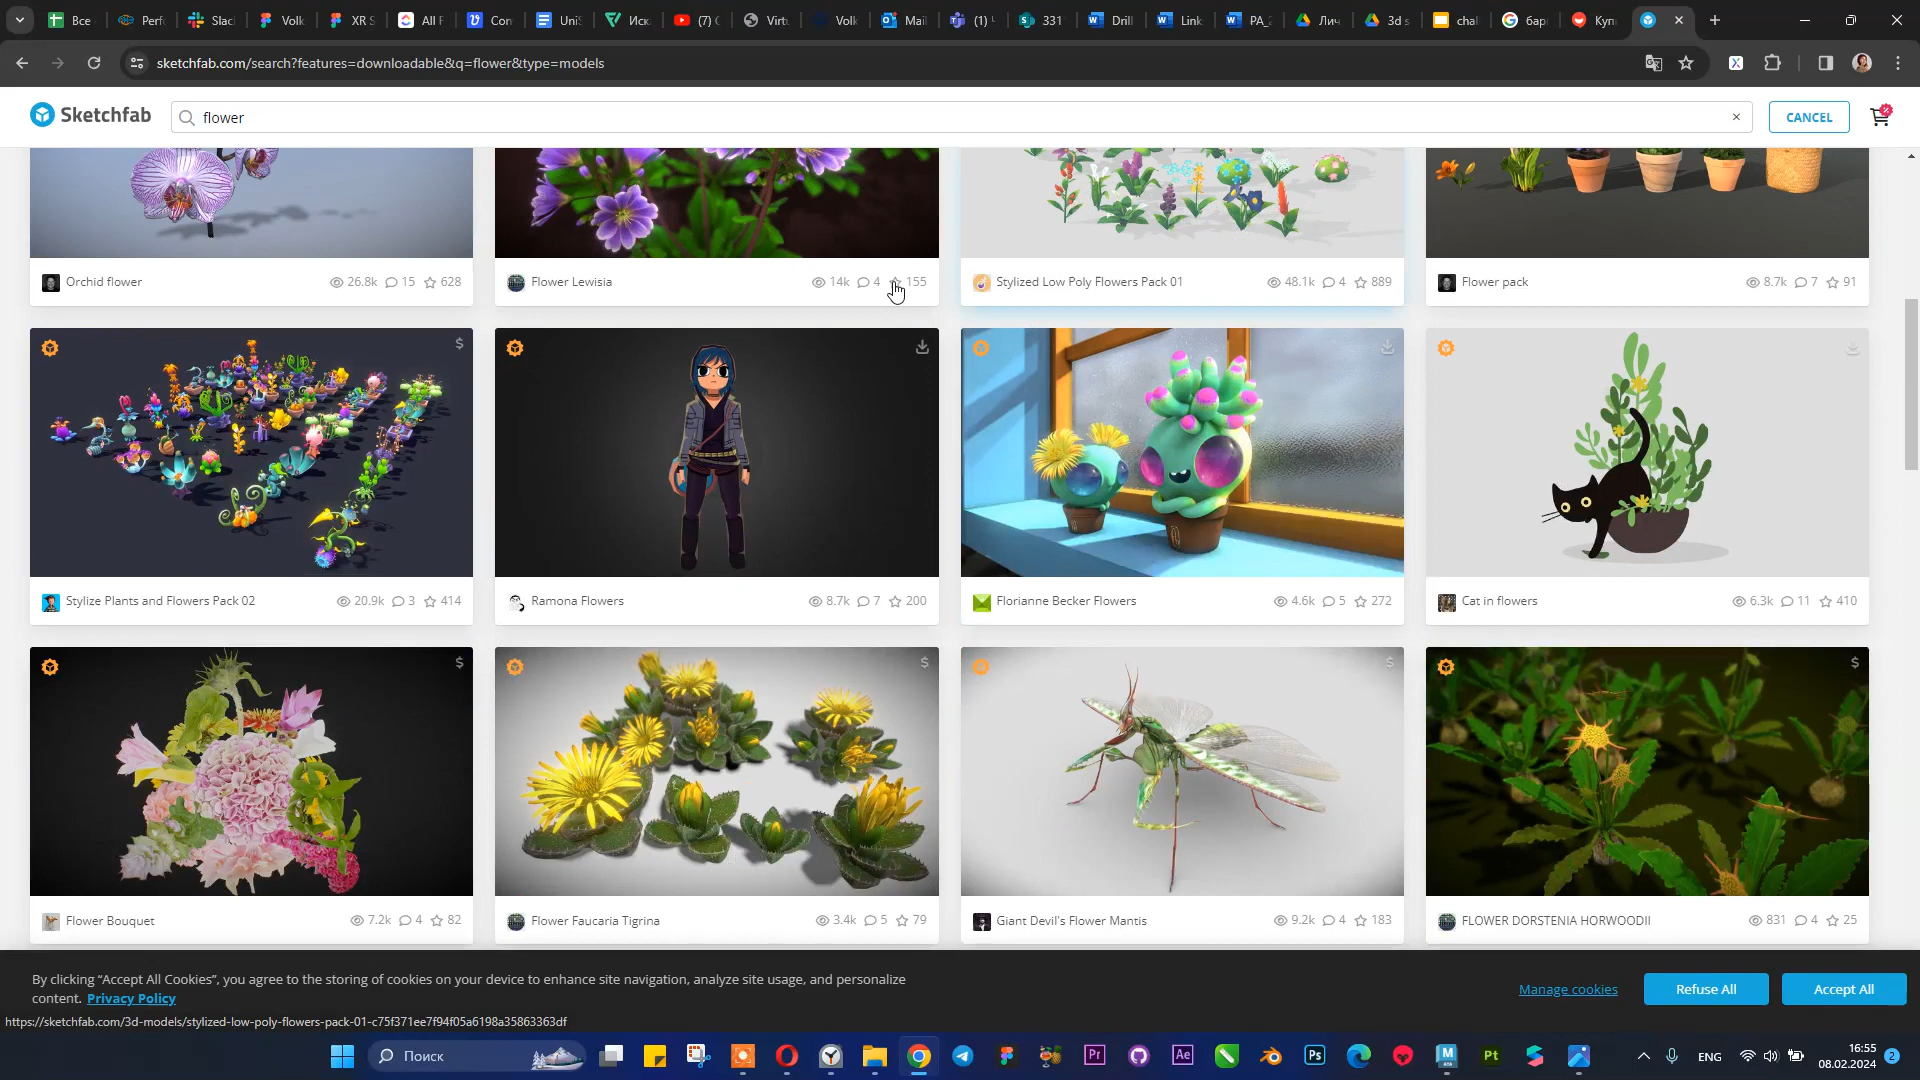 Все
Perfo
Slac
Volk
XR S
All F
Con
UniS
Иск
(7) (
Virtu
Volk
Mail
(1) (
331
Drill
Link
PA_2
Лич
3d s
chal
бар
Купи
sketchfab.com/search?features=downloadable&q=flower&type=models
Sketchfab
flower
CANCEL
Orchid flower 26.8k 15 628
Flower Lewisia 14k 4 155
Stylized Low Poly Flowers Pack 01 48.1k 4 889
Flower pack 8.7k 7 91
Stylize Plants and Flowers Pack 02 20.9k 3 414
Ramona Flowers 8.7k 7 200
Florianne Becker Flowers 4.6k 5 272
Cat in flowers 6.3k 11 410
Flower Bouquet 7.2k 4 82
Flower Faucaria Tigrina 3.4k 5 79
Giant Devil's Flower Mantis 9.2k 4 183
FLOWER DORSTENIA HORWOODII 831 4 25
By clicking “Accept All Cookies”, you agree to the storing of cookies on your device to enhance site navigation, analyze site usage, and personalize
content. Privacy Policy
Manage cookies
Refuse All
Accept All
https://sketchfab.com/3d-models/stylized-low-poly-flowers-pack-01-c75f371ee7f94f05a6198a35863363df
Поиск
ENG
16:55
08.02.2024
2